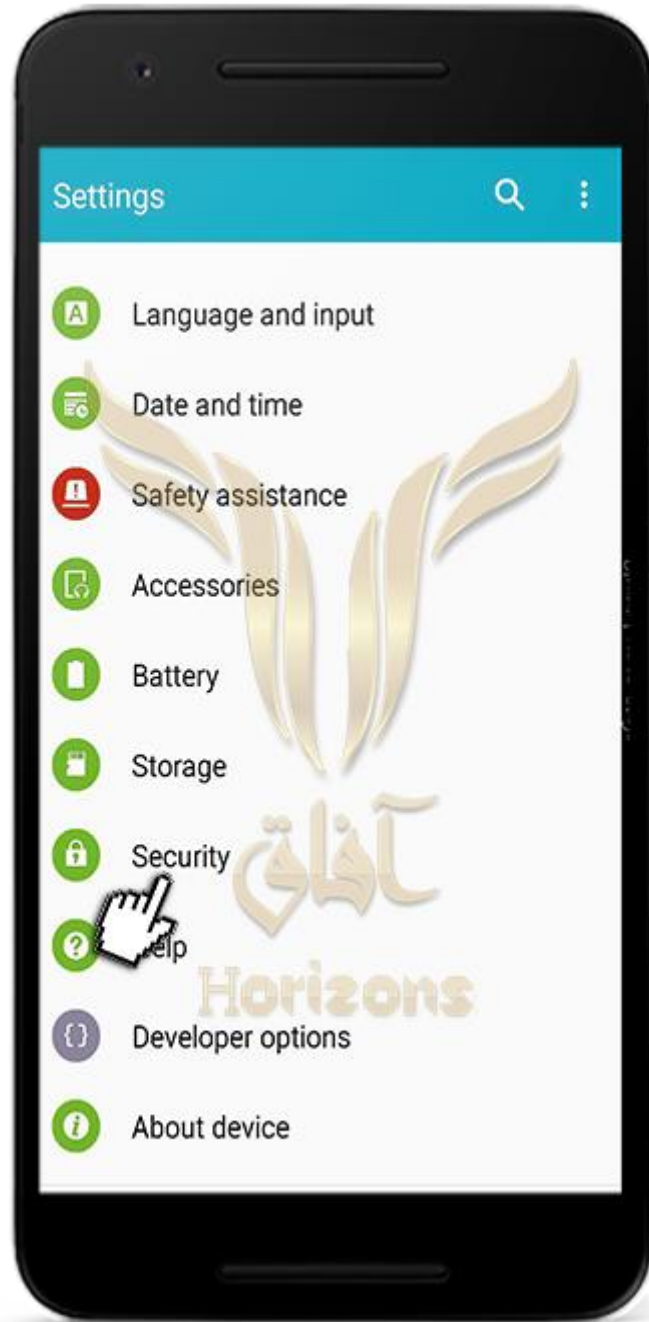 Settings
Language and input
Date and time
Safety assistance
Accessories
Battery
Storage
Security
Help
Developer options
About device
آفاق
Horizons